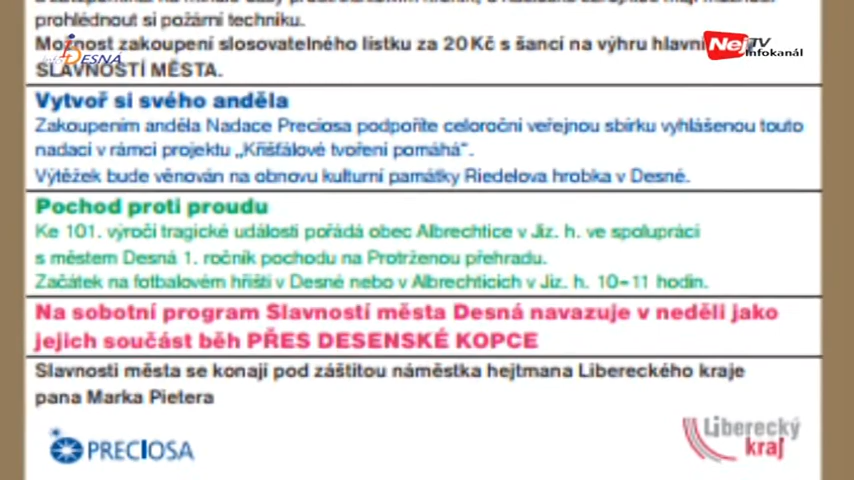 prohlédnout si požární techniku.
Možnost zakoupení slosovatelného lístku za 20 Kč s šancí na výhru hlavní
SLAVNOSTÍ MĚSTA.
DESNÁ
Nej TV
infokanál
Vytvoř si svého anděla
Zakoupením anděla Nadace Preciosa podpoříte celoroční veřejnou sbírku vyhlášenou touto
nadací v rámci projektu „Křišťálové tvoření pomáhá“.
Výtěžek bude věnován na obnovu kulturní památky Riedelova hrobka v Desné.
Pochod proti proudu
Ke 101. výročí tragické události pořádá obec Albrechtice v Jiz. h. ve spolupráci
s městem Desná 1. ročník pochodu na Protrženou přehradu.
Začátek na fotbalovém hřišti v Desné nebo v Albrechticích v Jiz. h. 10–11 hodin.
Na sobotní program Slavností města Desná navazuje v neděli jako
jejich součást běh PŘES DESENSKÉ KOPCE
Slavnosti města se konají pod záštitou náměstka hejtmana Libereckého kraje
pana Marka Pietera
PRECIOSA
Liberecký
kraj